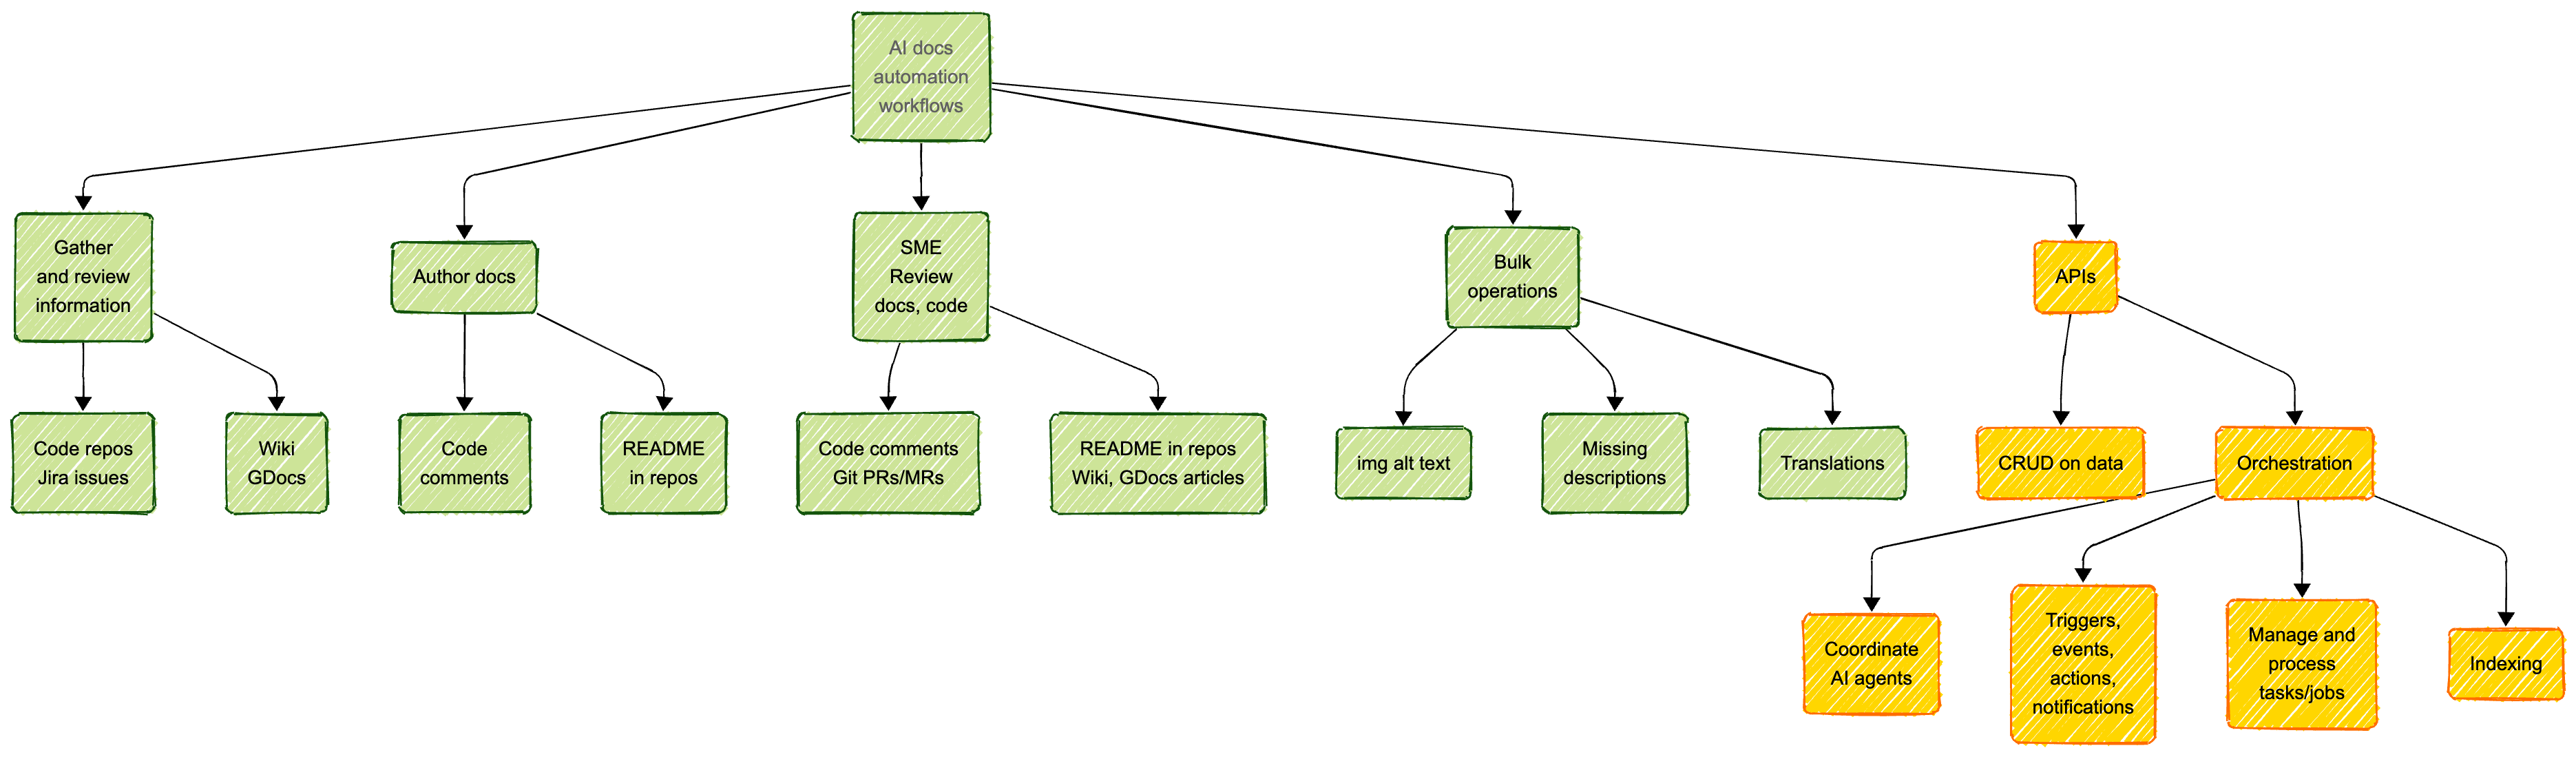 AI docs
automation
workflows
Gather
and review
information
Author docs
SME
Review
docs, code
Bulk
operations
APIs
Code repos
Jira issues
Wiki
GDocs
Code
comments
README
in repos
Code comments
Git PRs/MRs
README in repos
Wiki, GDocs articles
img alt text
Missing
descriptions
Translations
CRUD on data
Orchestration
Coordinate
AI agents
Triggers,
events,
actions,
notifications
Manage and
process
tasks/jobs
Indexing